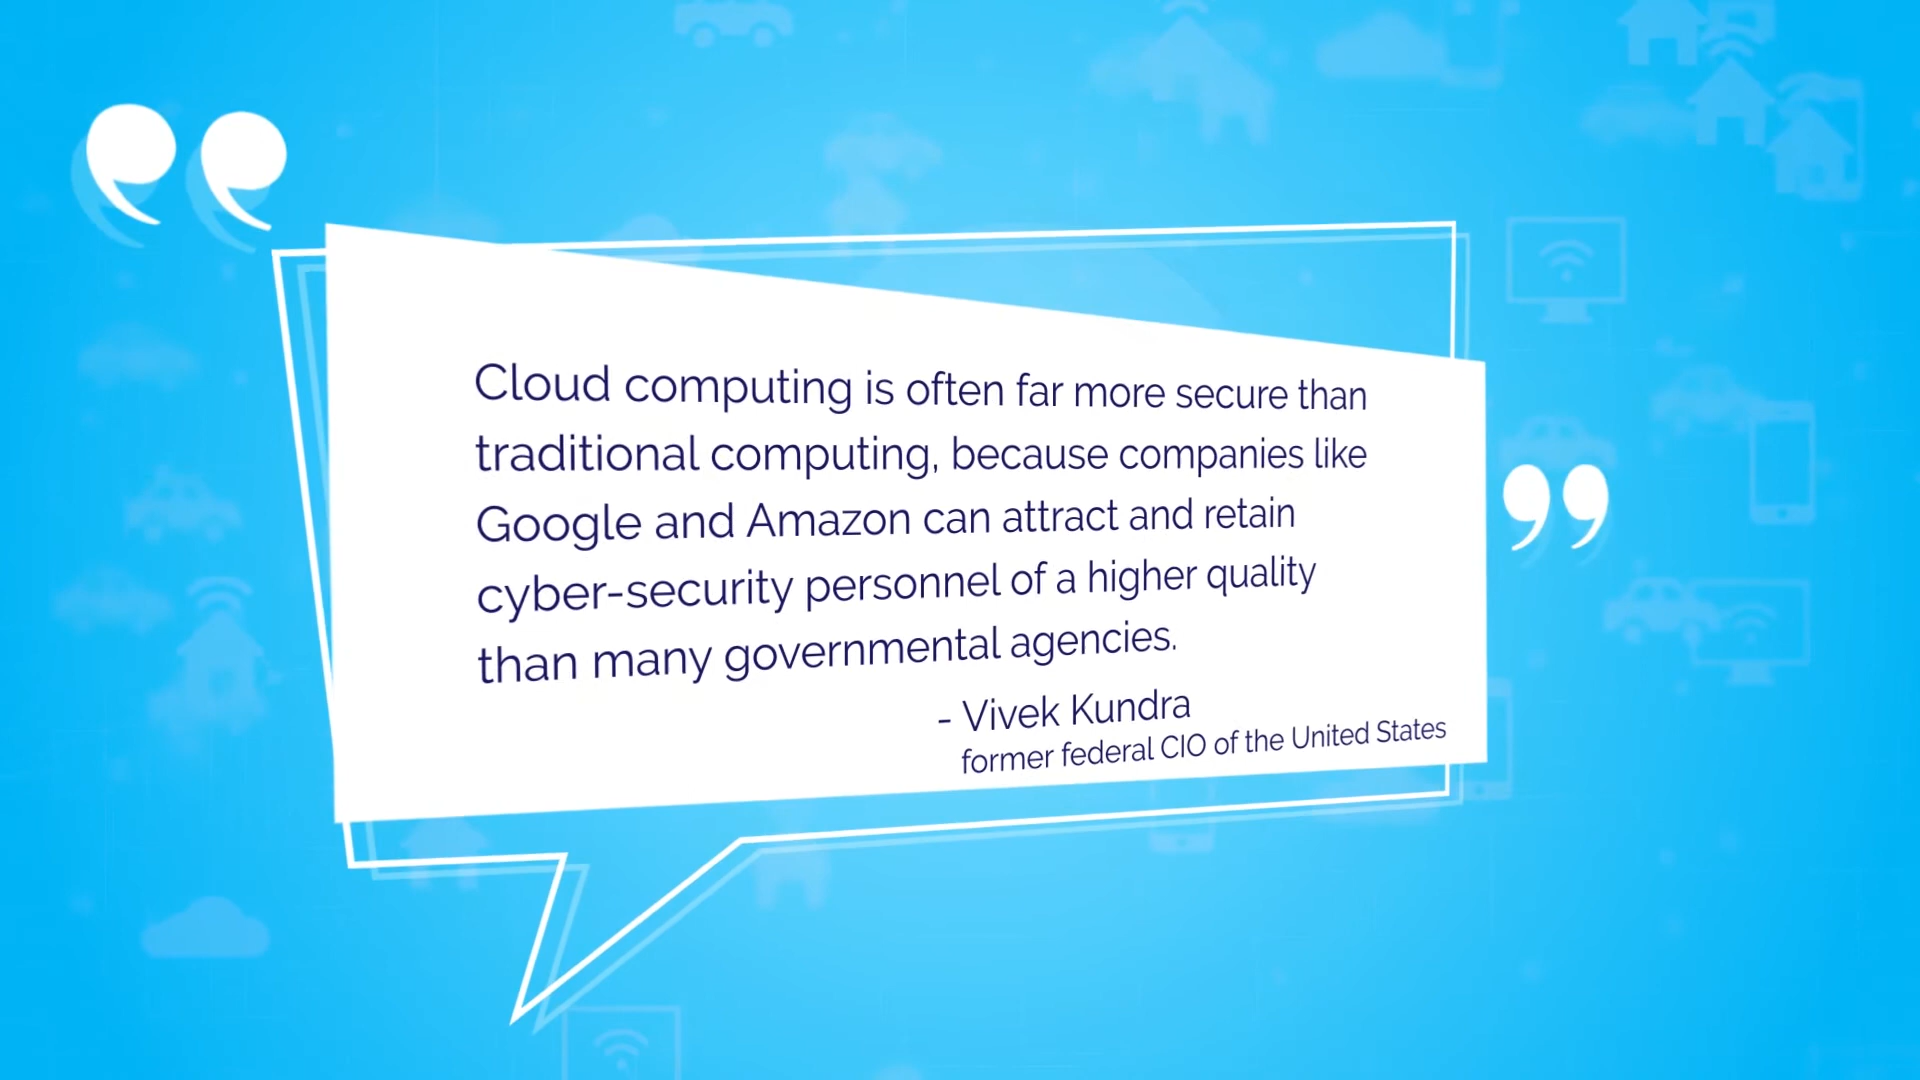 Cloud computing is often far more secure than
traditional computing, because companies like
Google and Amazon can attract and retain
cyber-security personnel of a higher quality
than many governmental agencies.
- Vivek Kundra
former federal CIO of the United States